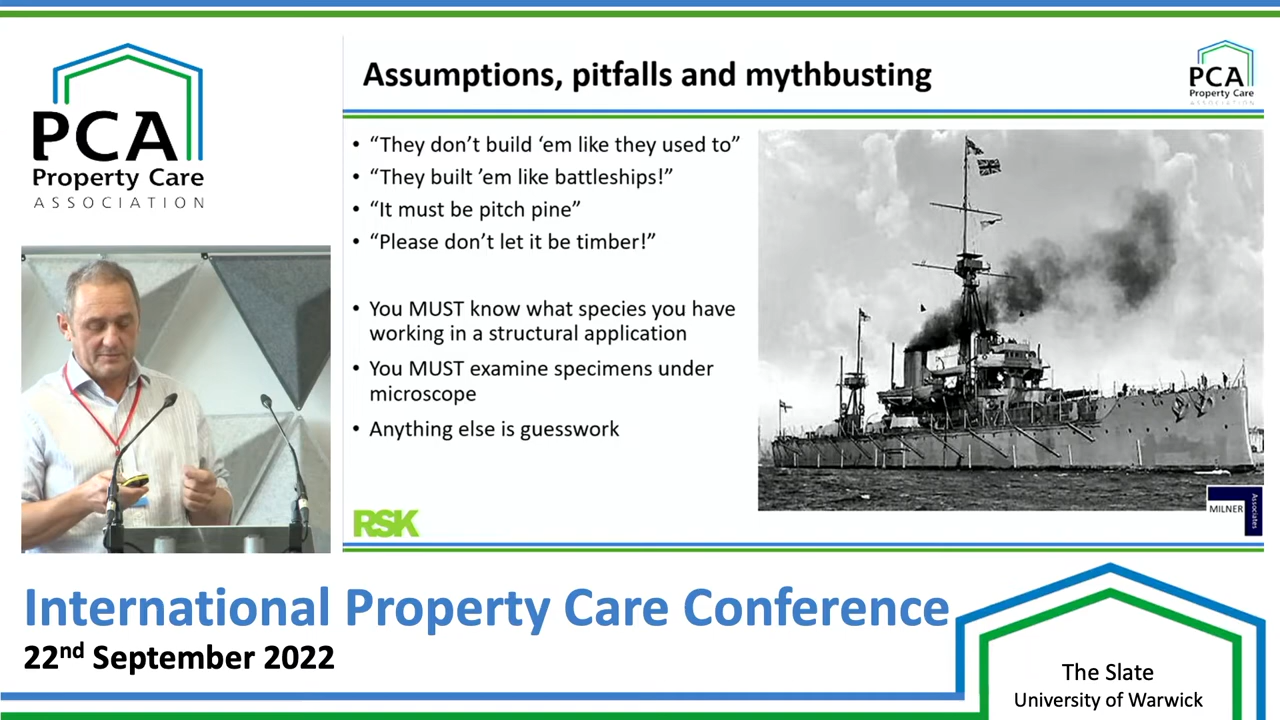 PCA
Property Care
ASSOCIATION
Assumptions, pitfalls and mythbusting
PCA
Property Care
ASSOCIATION
• “They don’t build ‘em like they used to”
• “They built ’em like battleships!”
• “It must be pitch pine”
• “Please don’t let it be timber!”
• You MUST know what species you have
working in a structural application
• You MUST examine specimens under
microscope
• Anything else is guesswork
RSK
MILNER
Associates
International Property Care Conference
22nd September 2022
The Slate
University of Warwick